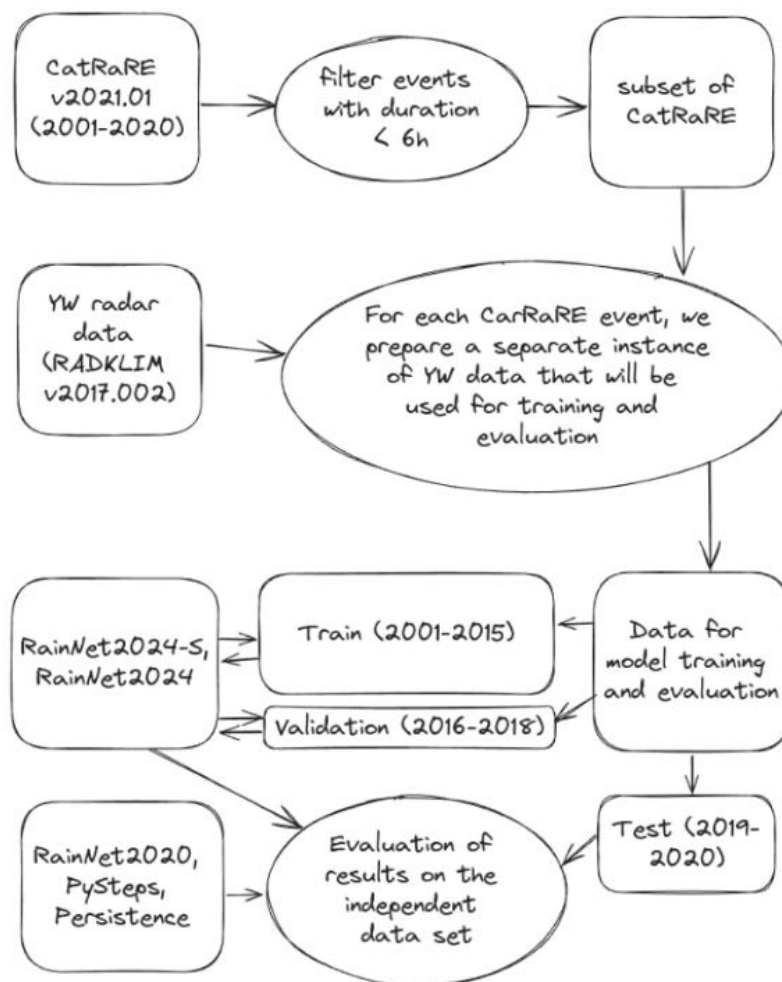 CatRaRE
v2021.01
(2001-2020)
filter events
with duration
< 6h
subset of
CatRaRE
YW radar
data
(RADKLIM
v2017.002)
For each CarRaRE event, we
prepare a separate instance
of YW data that will be
used for training and
evaluation
RainNet2024-S,
RainNet2024
Train (2001-2015)
Validation (2016-2018)
Data for
model training
and evaluation
RainNet2020,
PySteps,
Persistence
Evaluation of
results on the
independent
data set
Test (2019-
2020)